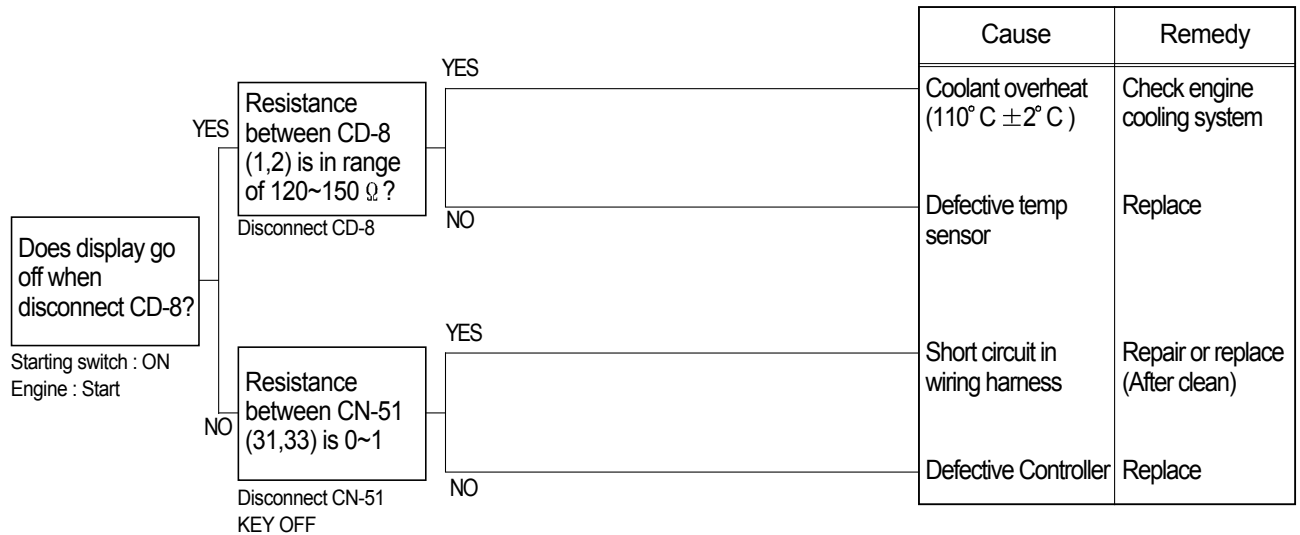 Does display go
off when
disconnect CD-8?
Starting switch : ON
Engine : Start
YES
Resistance
between CD-8
(1,2) is in range
of 120~150 Ω ?
Disconnect CD-8
YES
NO
NO
Resistance
between CN-51
(31,33) is 0~1
Disconnect CN-51
KEY OFF
YES
NO
Cause
Remedy
Coolant overheat
(110° C ±2° C )
Check engine
cooling system
Defective temp
sensor
Replace
Short circuit in
wiring harness
Repair or replace
(After clean)
Defective Controller
Replace